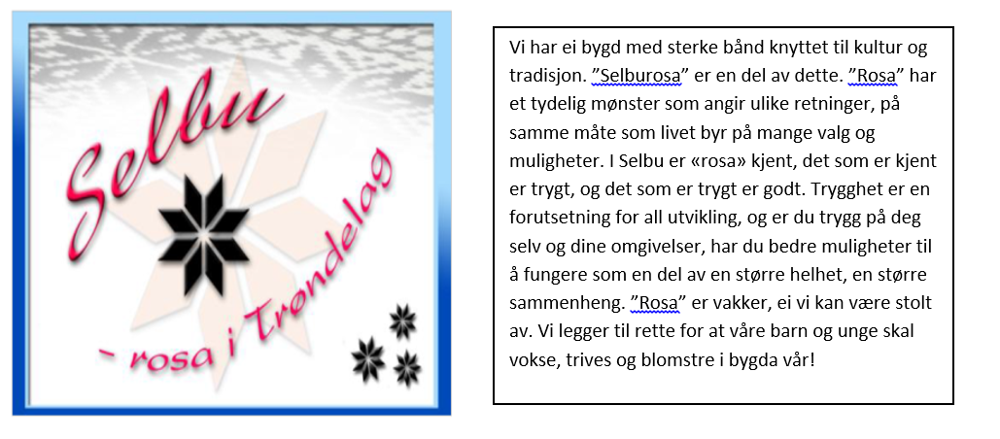 Selbu
– rosa i Trøndelag
Vi har ei bygd med sterke bånd knyttet til kultur og
tradisjon. ”Selburosa” er en del av dette. ”Rosa” har
et tydelig mønster som angir ulike retninger, på
samme måte som livet byr på mange valg og
muligheter. I Selbu er «rosa» kjent, det som er kjent
er trygt, og det som er trygt er godt. Trygghet er en
forutsetning for all utvikling, og er du trygg på deg
selv og dine omgivelser, har du bedre muligheter til
å fungere som en del av en større helhet, en større
sammenheng. ”Rosa” er vakker, ei vi kan være stolt
av. Vi legger til rette for at våre barn og unge skal
vokse, trives og blomstre i bygda vår!